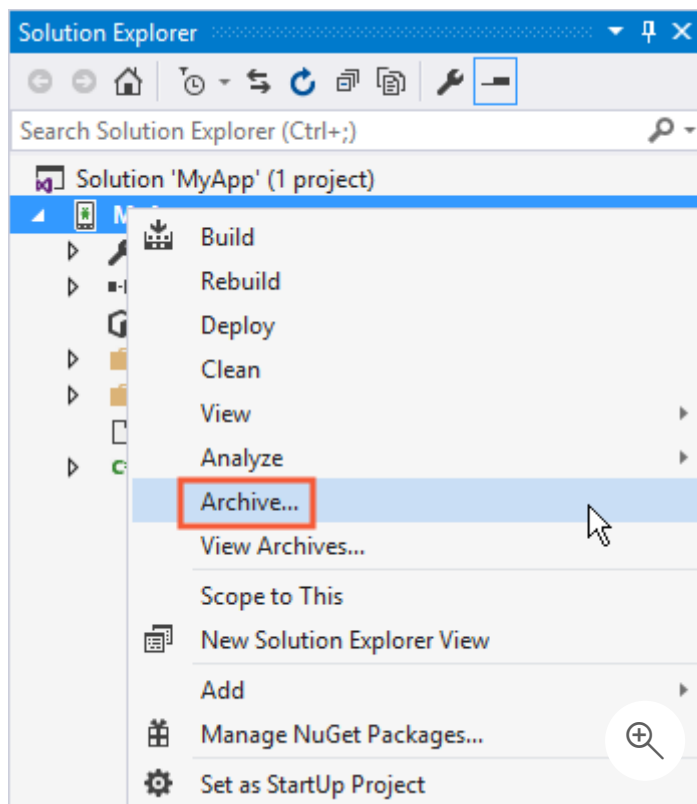 Solution Explorer
Search Solution Explorer (Ctrl+;)
Solution 'MyApp' (1 project)
Build
Rebuild
Deploy
Clean
View
Analyze
Archive...
View Archives...
Scope to This
New Solution Explorer View
Add
Manage NuGet Packages...
Set as StartUp Project